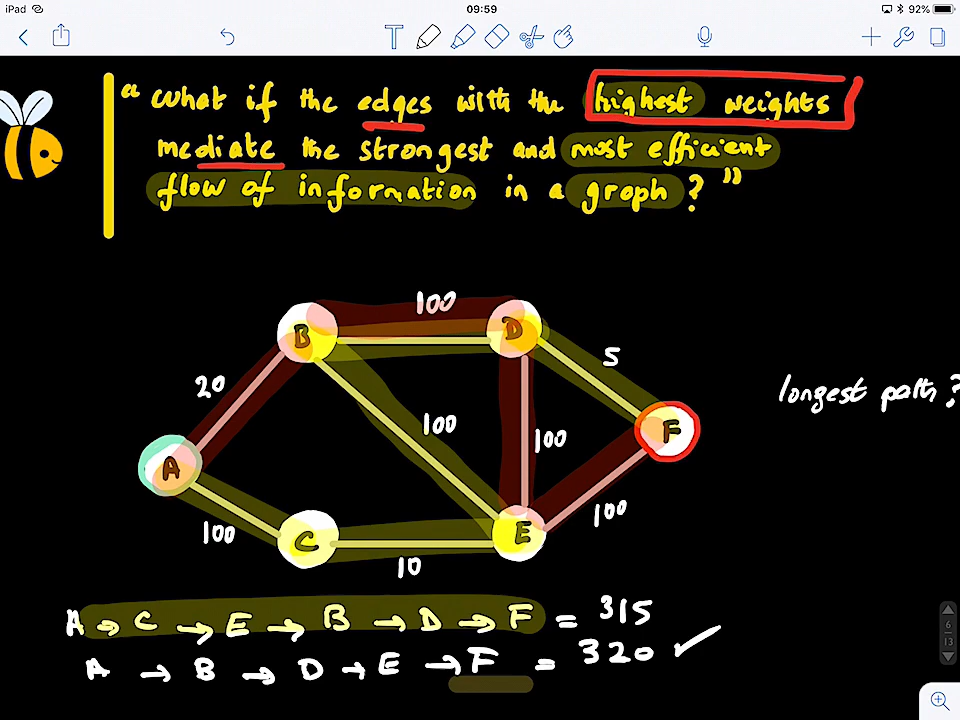 iPad 09:59 92%
T
" What if the edges with the highest weights
mediate the strongest and most efficient
flow of information in a graph? "
100
B D
20 5
longest path?
100 100
A F
100 C E 100
10
A → C → E → B → D → F = 315
A → B → D → E → F = 320 ✓
6
13